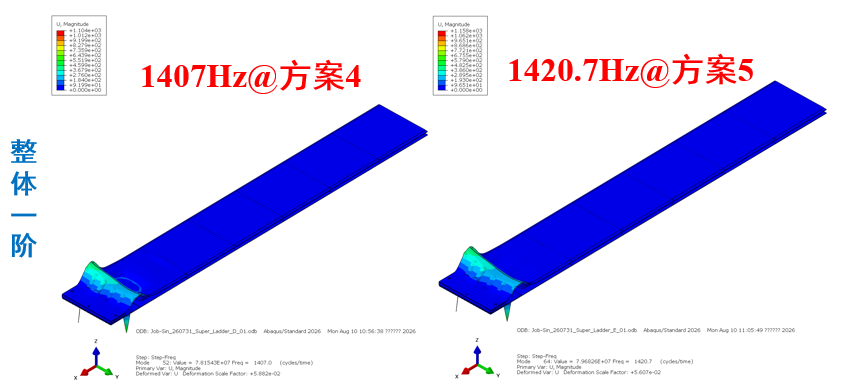 U, Magnitude
+1.104e+03
+1.012e+03
+9.199e+02
+8.279e+02
+7.359e+02
+6.439e+02
+5.519e+02
+4.599e+02
+3.679e+02
+2.760e+02
+1.840e+02
+9.199e+01
+0.000e+00
1407Hz@方案4
U, Magnitude
+1.158e+03
+1.062e+03
+9.651e+02
+8.686e+02
+7.721e+02
+6.755e+02
+5.790e+02
+4.825e+02
+3.860e+02
+2.895e+02
+1.930e+02
+9.651e+01
+0.000e+00
1420.7Hz@方案5
整
体
一
阶
ODB: Job-Sin_260731_Super_Ladder_D_01.odb Abaqus/Standard 2026 Mon Aug 10 10:56:38 ?????? 2026
Z
X
Y
Step: Step-Freq
Mode 52: Value = 7.81543E+07 Freq = 1407.0 (cycles/time)
Primary Var: U, Magnitude
Deformed Var: U Deformation Scale Factor: +5.882e-02
ODB: Job-Sin_260731_Super_Ladder_E_01.odb Abaqus/Standard 2026 Mon Aug 10 11:05:49 ?????? 2026
Z
X
Y
Step: Step-Freq
Mode 64: Value = 7.96826E+07 Freq = 1420.7 (cycles/time)
Primary Var: U, Magnitude
Deformed Var: U Deformation Scale Factor: +5.607e-02